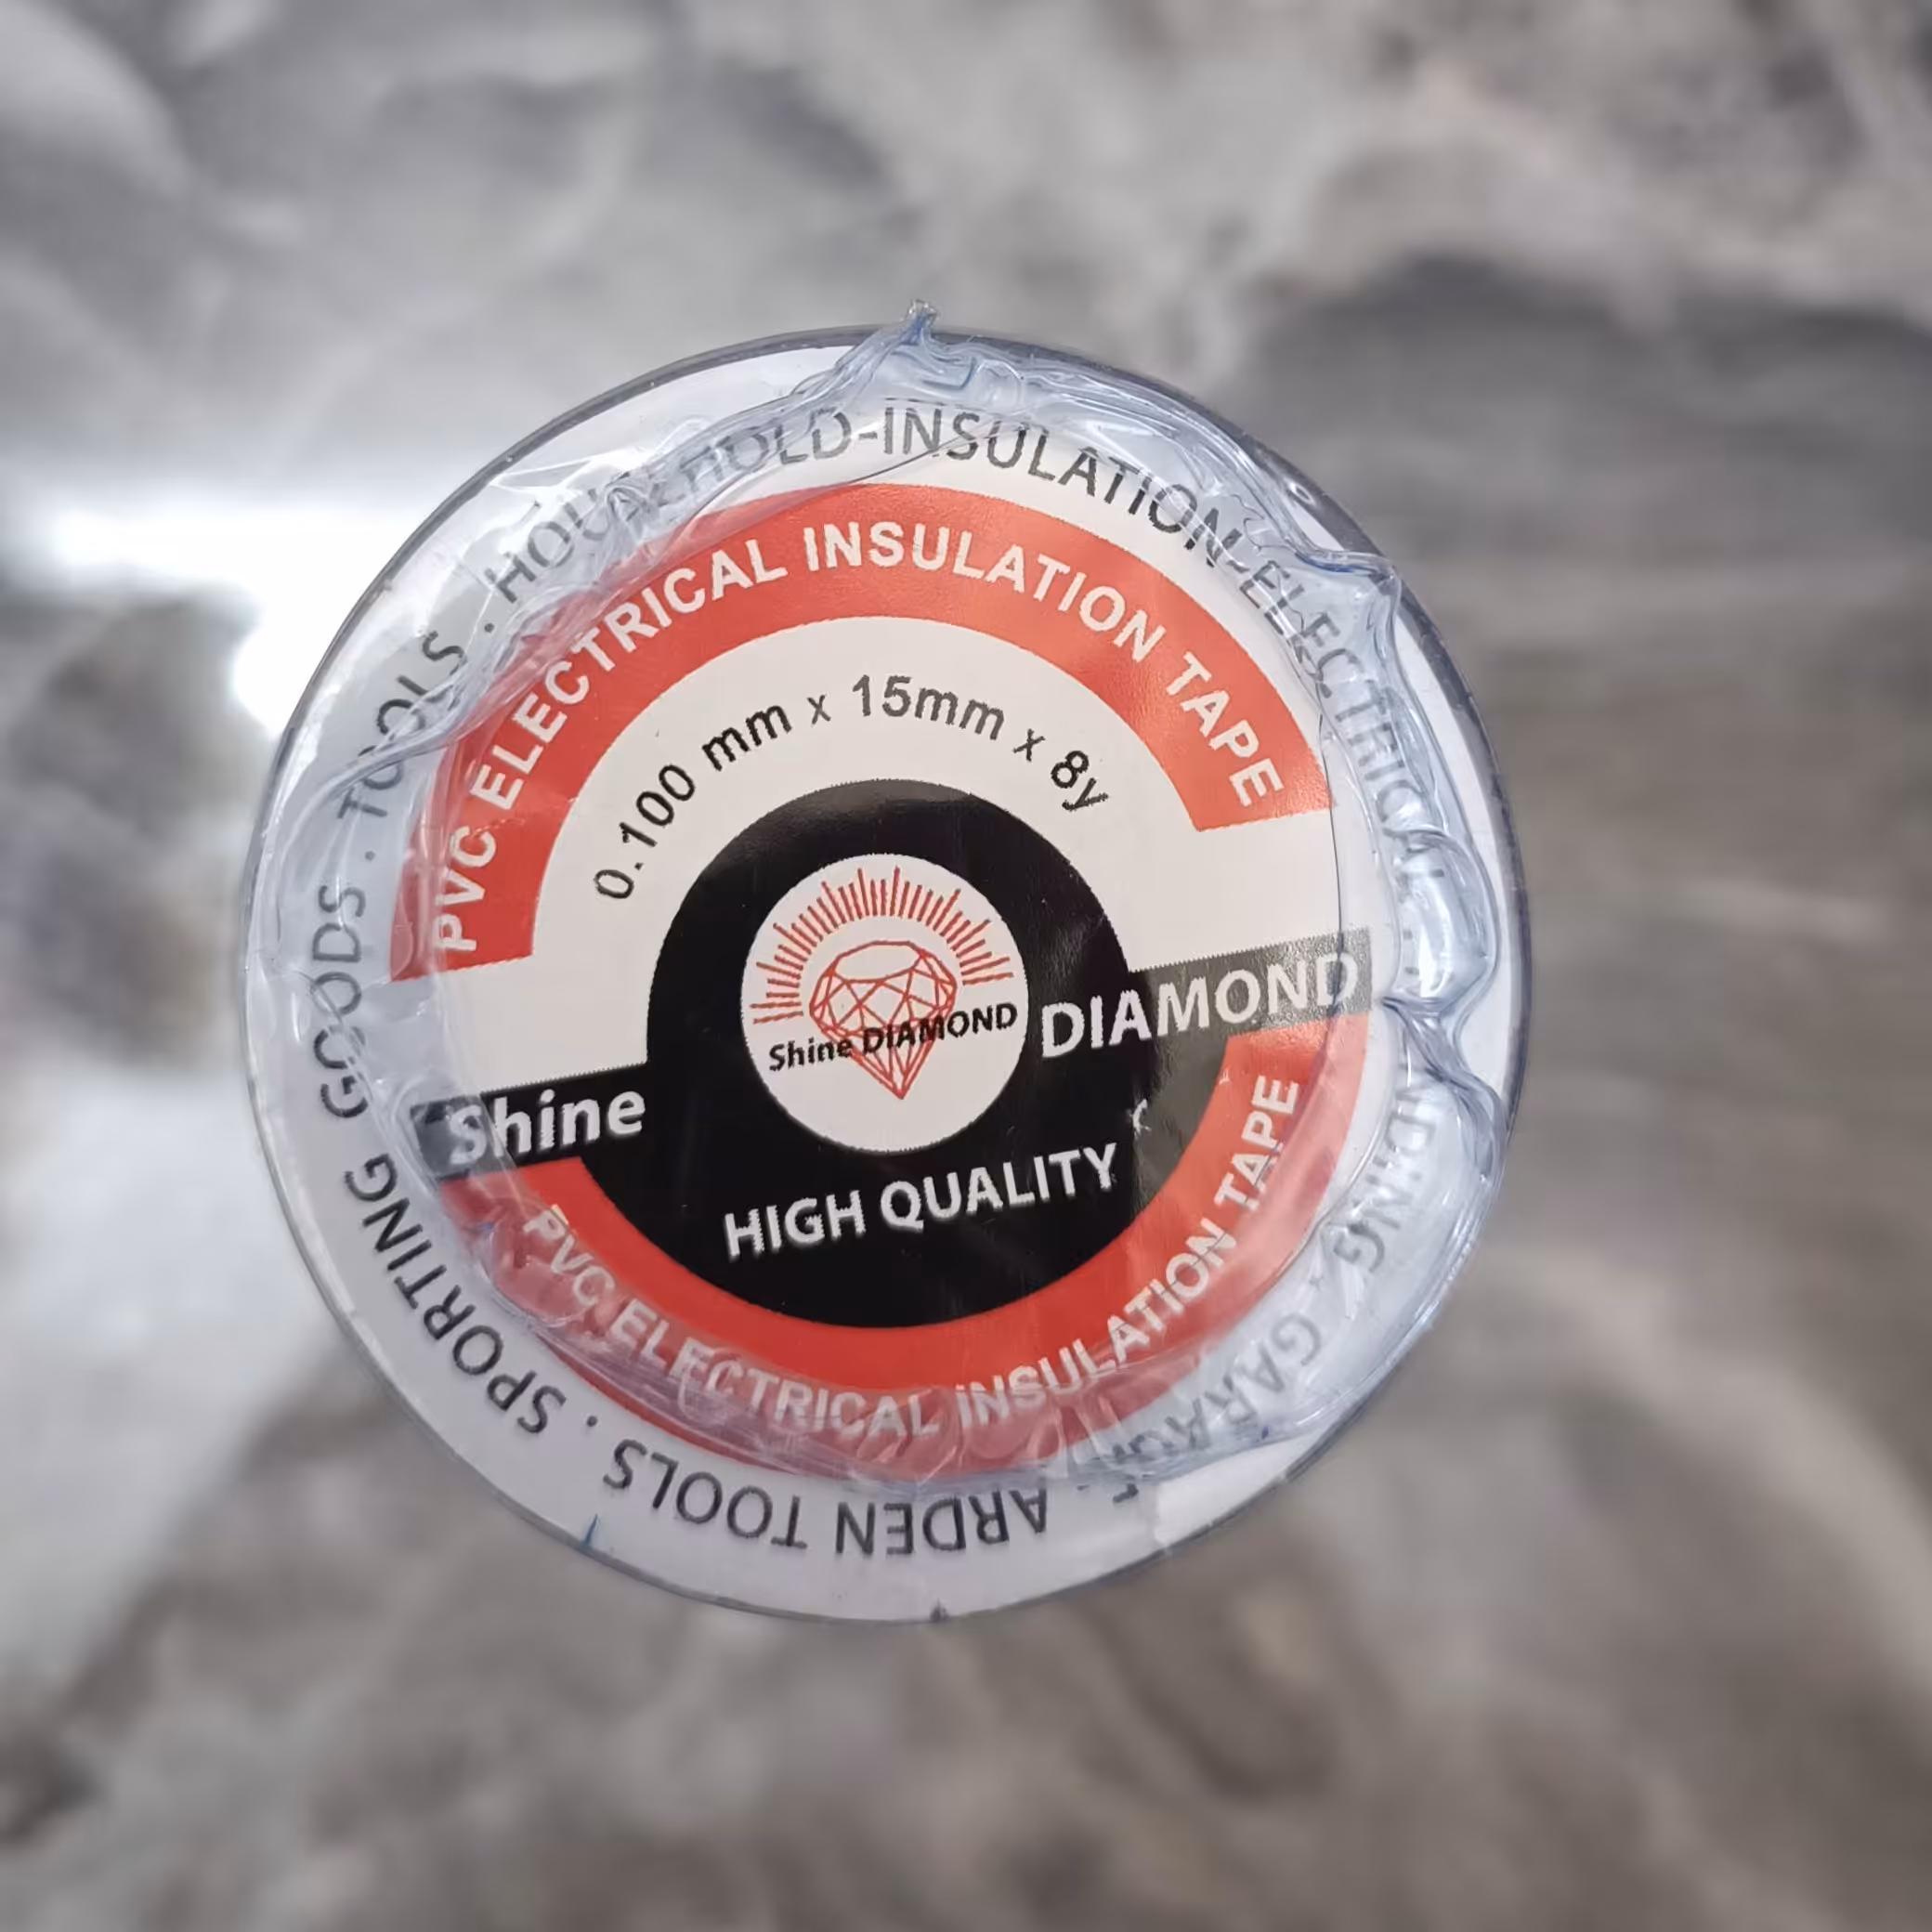 HOUSEHOLD-INSULATION-ELECTRICAL
DING . GARAGE .
ARDEN TOOLS . SPORTING GOODS . TOOLS .
PVC ELECTRICAL INSULATION TAPE
0.100 mm x 15mm x 8y
Shine DIAMOND
Shine DIAMOND
HIGH QUALITY
PVC ELECTRICAL INSULATION TAPE